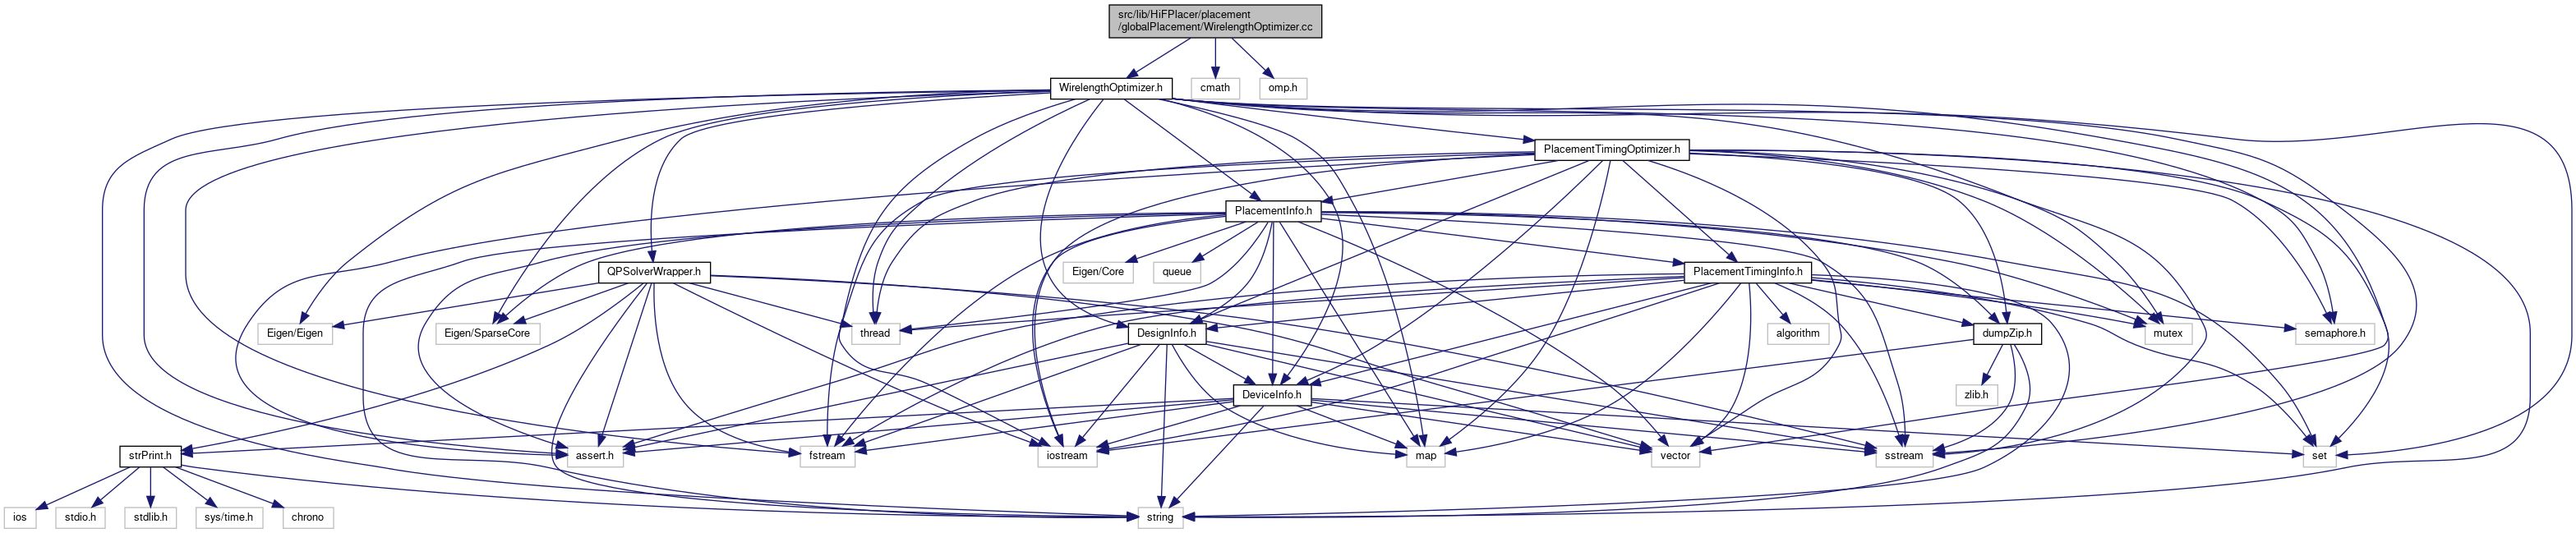 src/lib/HiFPlacer/placement
/globalPlacement/WirelengthOptimizer.cc
WirelengthOptimizer.h
cmath
omp.h
PlacementTimingOptimizer.h
PlacementInfo.h
QPSolverWrapper.h
Eigen/Core
queue
PlacementTimingInfo.h
Eigen/Eigen
Eigen/SparseCore
thread
DesignInfo.h
algorithm
dumpZip.h
mutex
semaphore.h
DeviceInfo.h
zlib.h
strPrint.h
assert.h
fstream
iostream
map
vector
sstream
set
ios
stdio.h
stdlib.h
sys/time.h
chrono
string